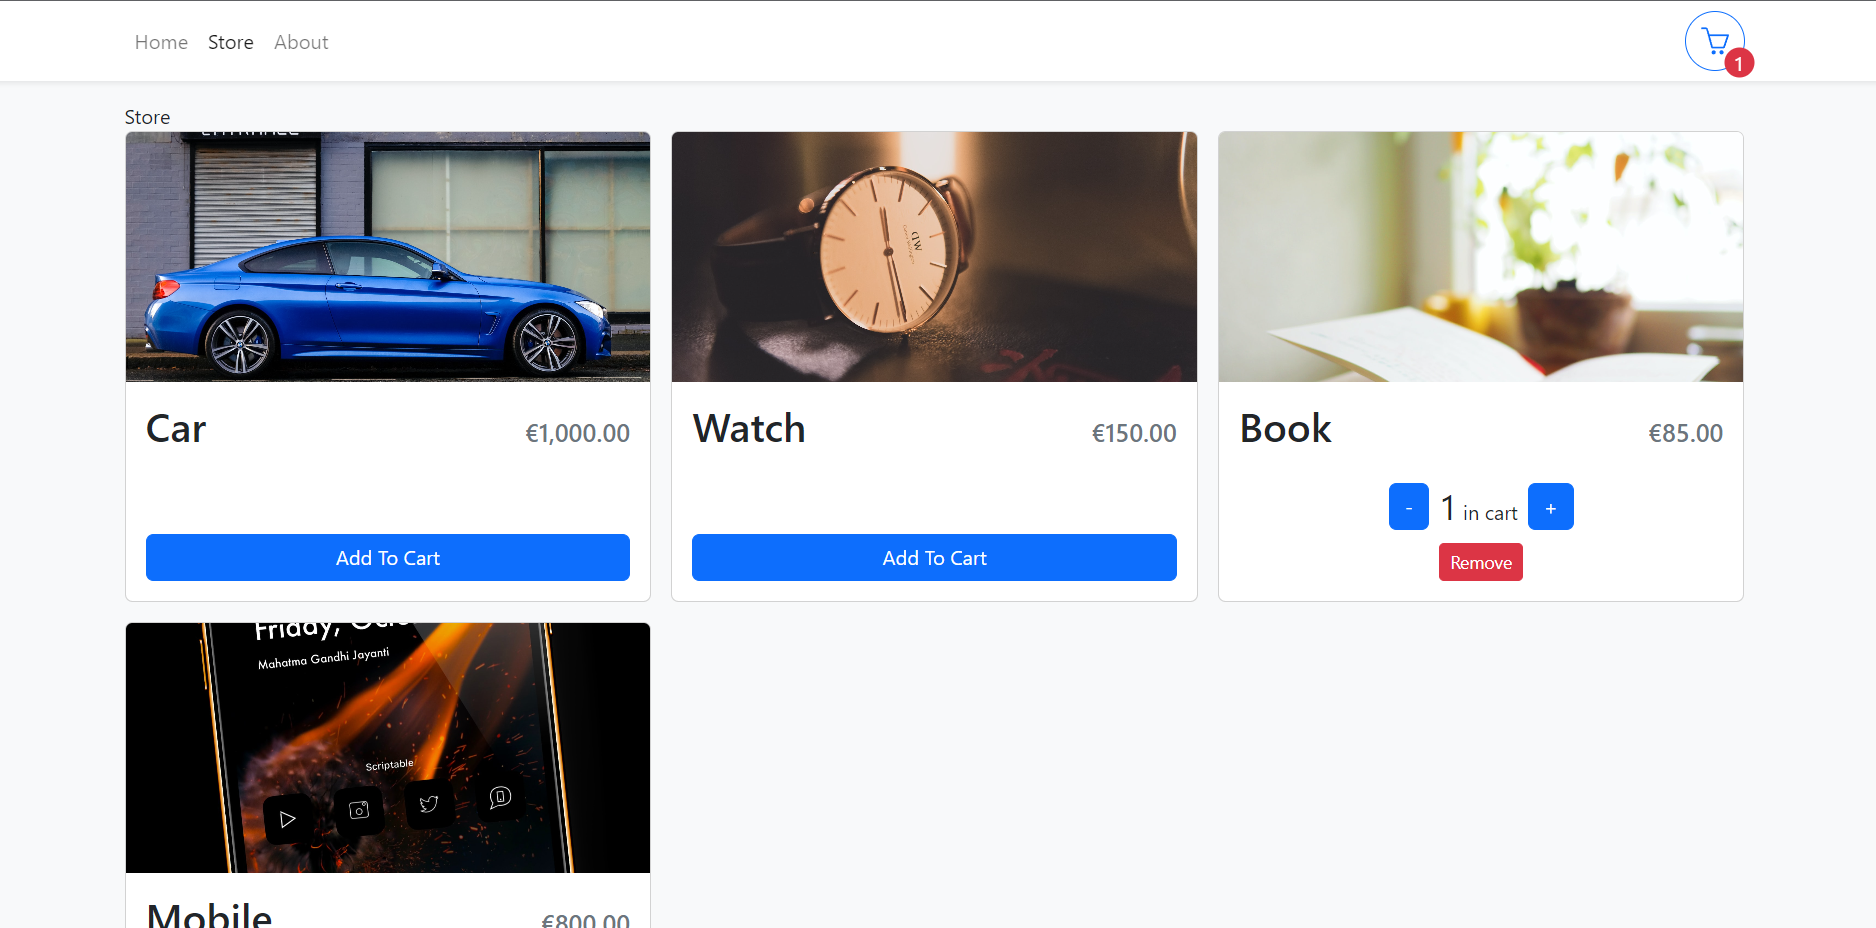 Home Store About
1
Store
Car €1,000.00
Add To Cart
Watch €150.00
Add To Cart
Book €85.00
- 1 in cart +
Remove
Friday,
Mahatma Gandhi Jayanti
Scriptable
Mobile €800.00